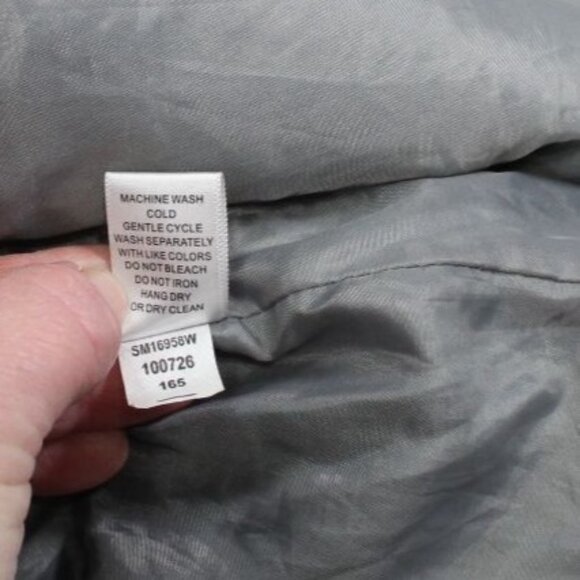 MACHINE WASH
COLD
GENTLE CYCLE
WASH SEPARATELY
WITH LIKE COLORS
DO NOT BLEACH
DO NOT IRON
HANG DRY
OR DRY CLEAN
SM16958W
100726
165